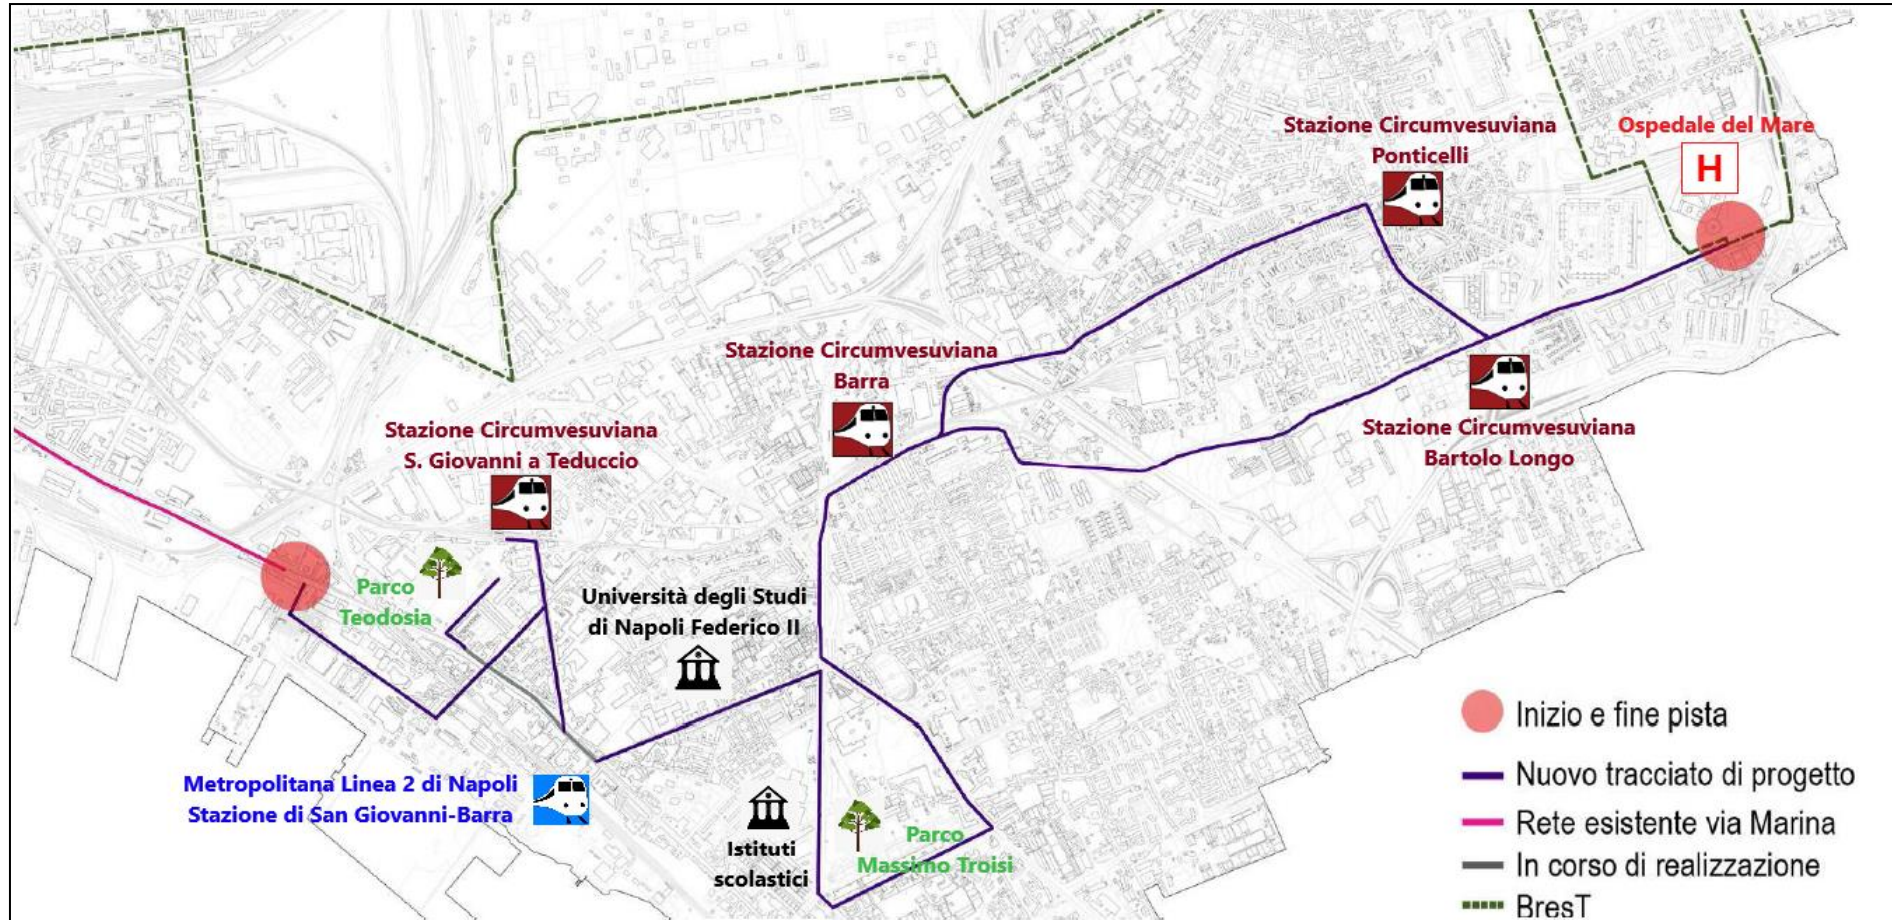 Stazione Circumvesuviana
Ponticelli
Ospedale del Mare
H
Stazione Circumvesuviana
Barra
Stazione Circumvesuviana
S. Giovanni a Teduccio
Stazione Circumvesuviana
Bartolo Longo
Parco
Teodosia
Università degli Studi
di Napoli Federico II
Metropolitana Linea 2 di Napoli
Stazione di San Giovanni-Barra
Istituti
scolastici
Parco
Massimo Troisi
Inizio e fine pista
Nuovo tracciato di progetto
Rete esistente via Marina
In corso di realizzazione
BresT